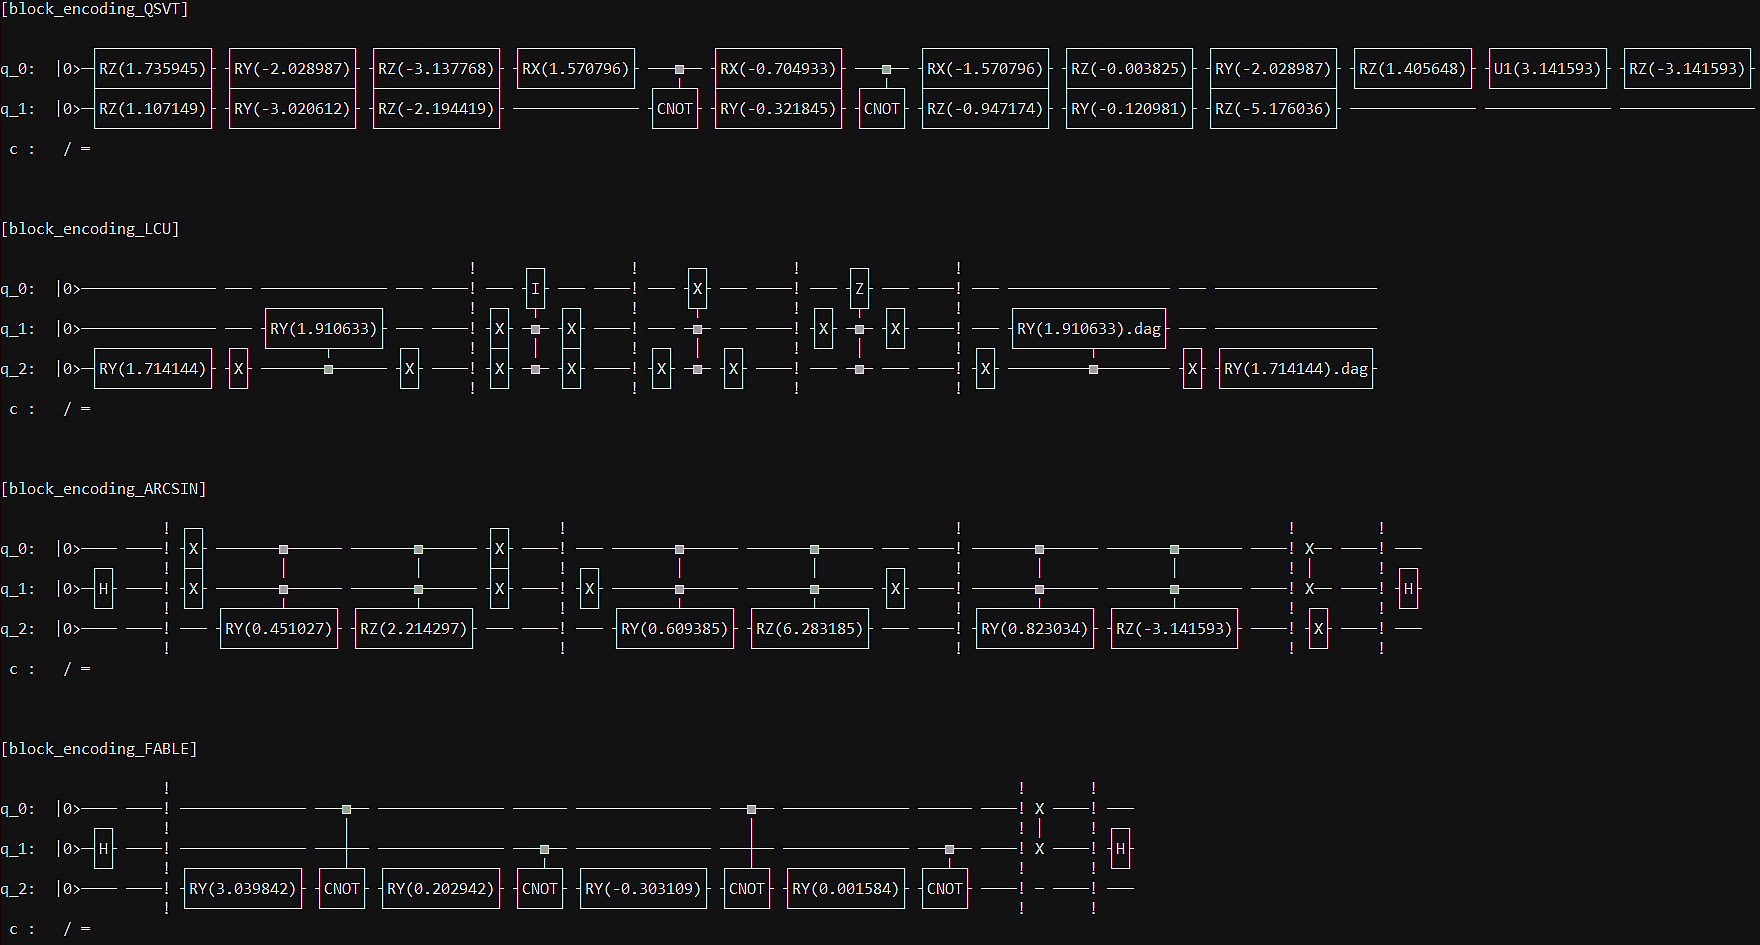 [block_encoding_QSVT]
q_0: |0> RZ(1.735945) RY(-2.028987) RZ(-3.137768) RX(1.570796) RX(-0.704933) RX(-1.570796) RZ(-0.003825) RY(-2.028987) RZ(1.405648) U1(3.141593) RZ(-3.141593)
q_1: |0> RZ(1.107149) RY(-3.020612) RZ(-2.194419) CNOT RY(-0.321845) CNOT RZ(-0.947174) RY(-0.120981) RZ(-5.176036)
c : / =
[block_encoding_LCU]
! ! ! !
q_0: |0> ! I ! X ! Z !
q_1: |0> RY(1.910633) ! X X ! ! X X ! RY(1.910633).dag
q_2: |0> RY(1.714144) X X ! X X ! X X ! ! X X RY(1.714144).dag
! ! ! !
c : / =
[block_encoding_ARCSIN]
! ! ! ! !
q_0: |0> ! X X ! ! ! X !
q_1: |0> H ! X X ! X X ! ! X ! H
q_2: |0> ! RY(0.451027) RZ(2.214297) ! RY(0.609385) RZ(6.283185) ! RY(0.823034) RZ(-3.141593) ! X !
! ! ! ! !
c : / =
[block_encoding_FABLE]
! ! !
q_0: |0> ! ! X !
q_1: |0> H ! ! X ! H
q_2: |0> ! RY(3.039842) CNOT RY(0.202942) CNOT RY(-0.303109) CNOT RY(0.001584) CNOT ! !
! ! !
c : / =